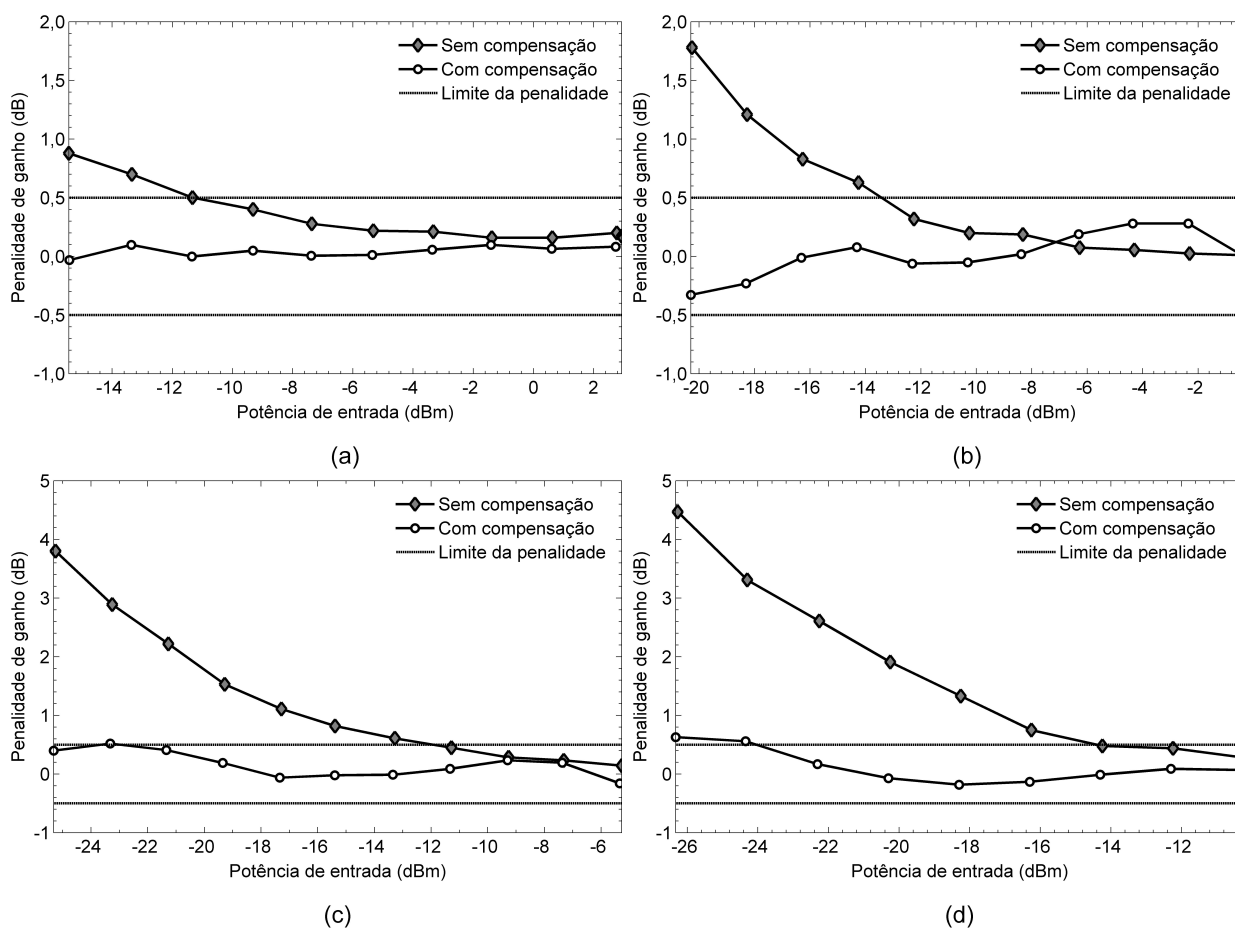 2,0
1,5
1,0
0,5
0,0
-0,5
-1,0
Penalidade de ganho (dB)
Sem compensação
Com compensação
Limite da penalidade
-14 -12 -10 -8 -6 -4 -2 0 2
Potência de entrada (dBm)
(a)
2,0
1,5
1,0
0,5
0,0
-0,5
-1,0
Penalidade de ganho (dB)
Sem compensação
Com compensação
Limite da penalidade
-20 -18 -16 -14 -12 -10 -8 -6 -4 -2
Potência de entrada (dBm)
(b)
5
4
3
2
1
0
-1
Penalidade de ganho (dB)
Sem compensação
Com compensação
Limite da penalidade
-24 -22 -20 -18 -16 -14 -12 -10 -8 -6
Potência de entrada (dBm)
(c)
5
4
3
2
1
0
-1
Penalidade de ganho (dB)
Sem compensação
Com compensação
Limite da penalidade
-26 -24 -22 -20 -18 -16 -14 -12
Potência de entrada (dBm)
(d)